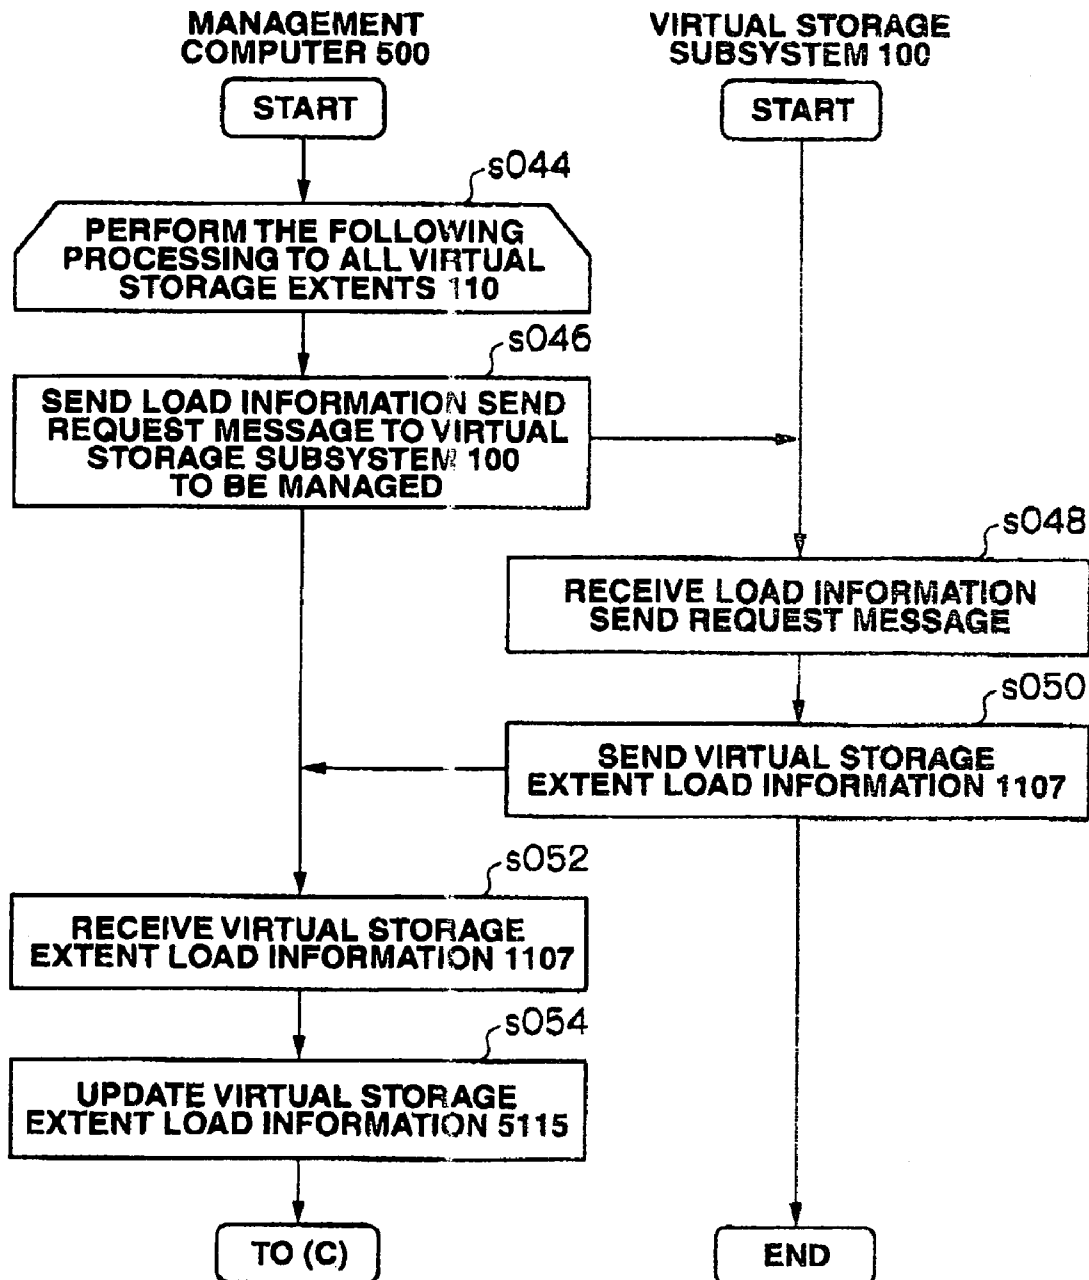 MANAGEMENT
COMPUTER 500
VIRTUAL STORAGE
SUBSYSTEM 100
START
START
s044
PERFORM THE FOLLOWING
PROCESSING TO ALL VIRTUAL
STORAGE EXTENTS 110
s046
SEND LOAD INFORMATION SEND
REQUEST MESSAGE TO VIRTUAL
STORAGE SUBSYSTEM 100
TO BE MANAGED
s048
RECEIVE LOAD INFORMATION
SEND REQUEST MESSAGE
s050
SEND VIRTUAL STORAGE
EXTENT LOAD INFORMATION 1107
s052
RECEIVE VIRTUAL STORAGE
EXTENT LOAD INFORMATION 1107
s054
UPDATE VIRTUAL STORAGE
EXTENT LOAD INFORMATION 5115
TO (C)
END